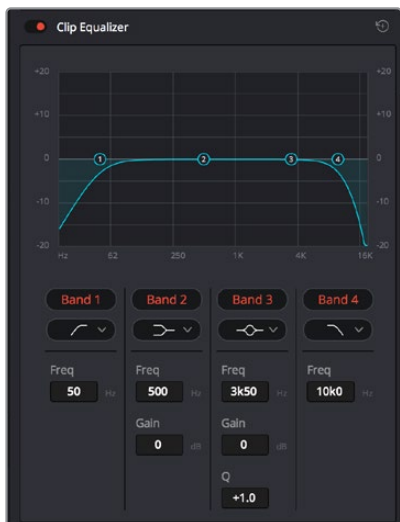 Clip Equalizer
+20 +20
+10 +10
0 1 2 3 4 0
-10 -10
-20 -20
Hz 62 250 1K 4K 16K
Band 1 Band 2 Band 3 Band 4
Freq Freq Freq Freq
50 Hz 500 Hz 3k50 Hz 10k0 Hz
Gain Gain
0 dB 0 dB
Q
+1.0